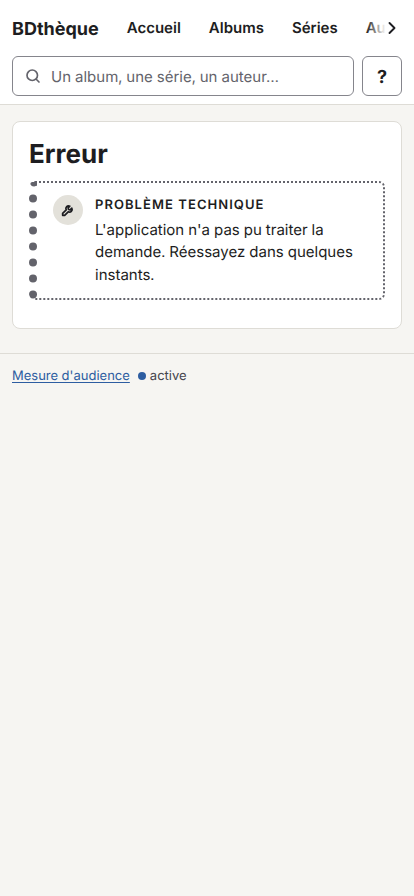 BDthèque Accueil Albums Séries Au
Un album, une série, un auteur... ?
Erreur
PROBLÈME TECHNIQUE
L'application n'a pas pu traiter la
demande. Réessayez dans quelques
instants.
Mesure d'audience active